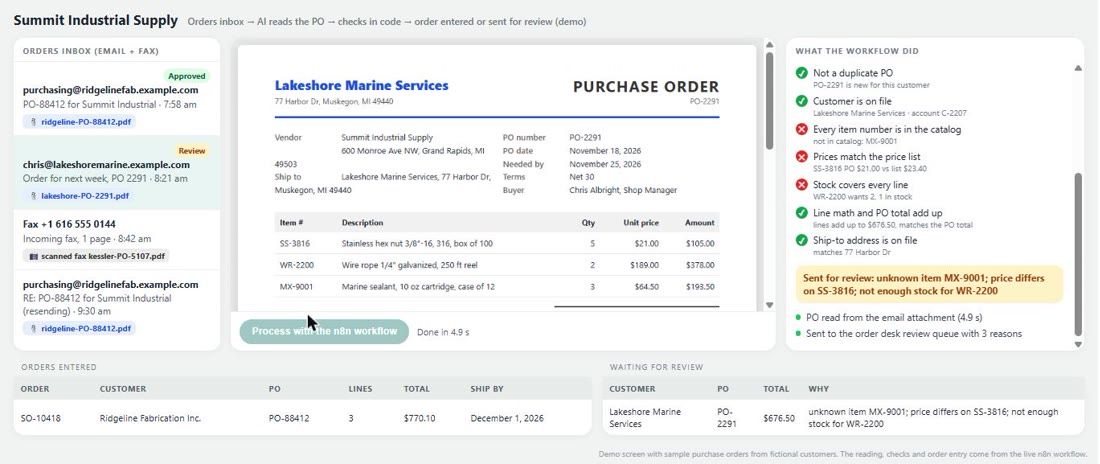 Summit Industrial Supply Orders inbox → AI reads the PO → checks in code → order entered or sent for review (demo)
ORDERS INBOX (EMAIL + FAX)
Approved
purchasing@ridgelinefab.example.com
PO-88412 for Summit Industrial · 7:58 am
ridgeline-PO-88412.pdf
Review
chris@lakeshoremarine.example.com
Order for next week, PO 2291 · 8:21 am
lakeshore-PO-2291.pdf
Fax +1 616 555 0144
Incoming fax, 1 page · 8:42 am
scanned fax kessler-PO-5107.pdf
purchasing@ridgelinefab.example.com
RE: PO-88412 for Summit Industrial
(resending) · 9:30 am
ridgeline-PO-88412.pdf
Lakeshore Marine Services PURCHASE ORDER
77 Harbor Dr, Muskegon, MI 49440 PO-2291
Vendor Summit Industrial Supply PO number PO-2291
600 Monroe Ave NW, Grand Rapids, MI PO date November 18, 2026
49503 Needed by November 25, 2026
Ship to Lakeshore Marine Services, 77 Harbor Dr, Terms Net 30
Muskegon, MI 49440 Buyer Chris Albright, Shop Manager
Item # Description Qty Unit price Amount
SS-3816 Stainless hex nut 3/8"-16, 316, box of 100 5 $21.00 $105.00
WR-2200 Wire rope 1/4" galvanized, 250 ft reel 2 $189.00 $378.00
MX-9001 Marine sealant, 10 oz cartridge, case of 12 3 $64.50 $193.50
Process with the n8n workflow Done in 4.9 s
WHAT THE WORKFLOW DID
Not a duplicate PO
PO-2291 is new for this customer
Customer is on file
Lakeshore Marine Services · account C-2207
Every item number is in the catalog
not in catalog: MX-9001
Prices match the price list
SS-3816 PO $21.00 vs list $23.40
Stock covers every line
WR-2200 wants 2, 1 in stock
Line math and PO total add up
lines add up to $676.50, matches the PO total
Ship-to address is on file
matches 77 Harbor Dr
Sent for review: unknown item MX-9001; price differs
on SS-3816; not enough stock for WR-2200
PO read from the email attachment (4.9 s)
Sent to the order desk review queue with 3 reasons
ORDERS ENTERED
ORDER CUSTOMER PO LINES TOTAL SHIP BY
SO-10418 Ridgeline Fabrication Inc. PO-88412 3 $770.10 December 1, 2026
WAITING FOR REVIEW
CUSTOMER PO TOTAL WHY
Lakeshore Marine PO- $676.50 unknown item MX-9001; price differs on SS-3816; not enough
Services 2291 stock for WR-2200
Demo screen with sample purchase orders from fictional customers. The reading, checks and order entry come from the live n8n workflow.